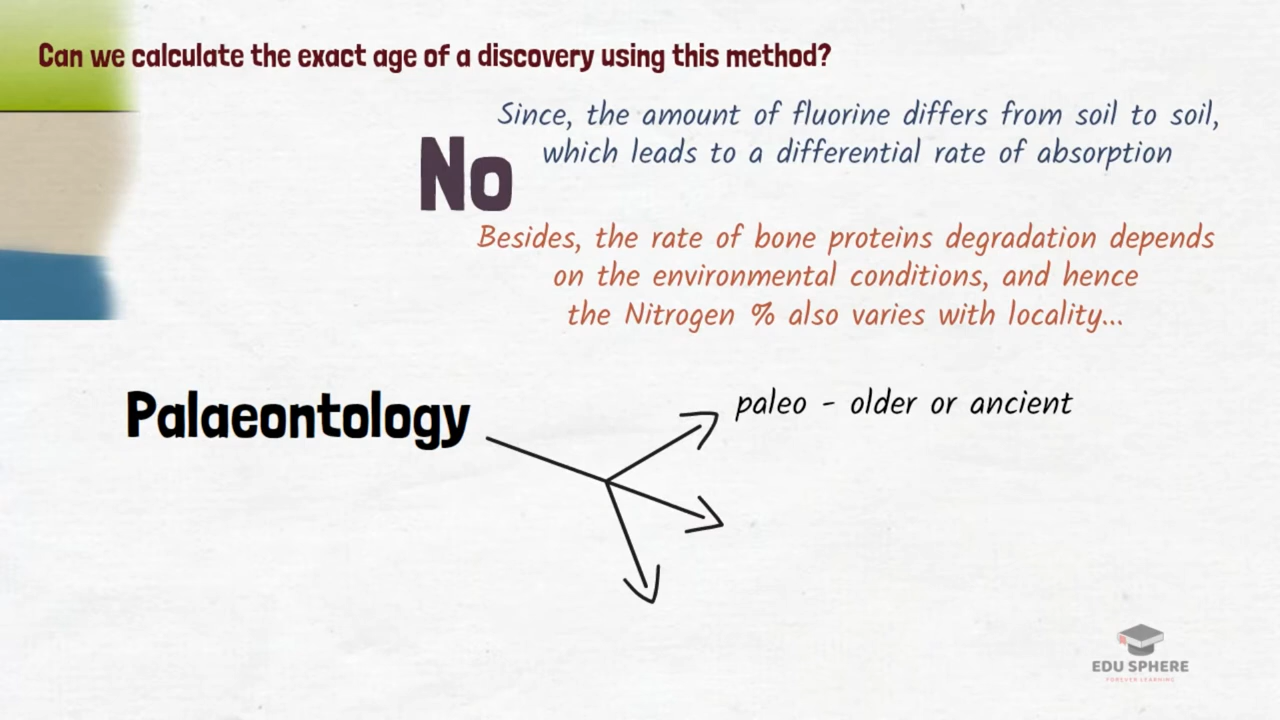 Can we calculate the exact age of a discovery using this method?
Since, the amount of fluorine differs from soil to soil,
which leads to a differential rate of absorption
No
Besides, the rate of bone proteins degradation depends
on the environmental conditions, and hence
the Nitrogen % also varies with locality...
Palaeontology
paleo - older or ancient
EDU SPHERE
FOREVER LEARNING